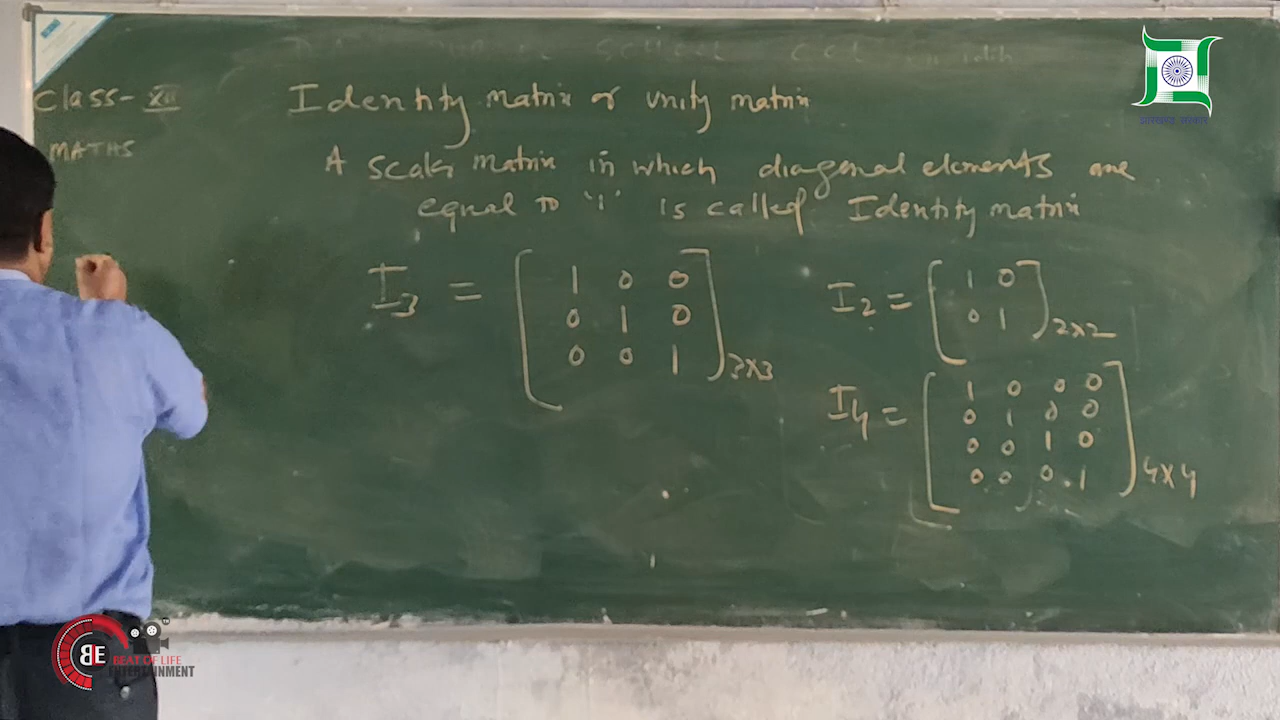 Class - XII
MATHS
Identity matrix or unity matrix
A scalar matrix in which diagonal elements are
equal to '1' is called Identity matrix
I3 = [ 1 0 0
0 1 0
0 0 1 ]3x3
I2 = [ 1 0
0 1 ]2x2
I4 = [ 1 0 0 0
0 1 0 0
0 0 1 0
0 0 0 1 ]4x4
झारखण्ड सरकार
BE
BEAT OF LIFE
ENTERTAINMENT